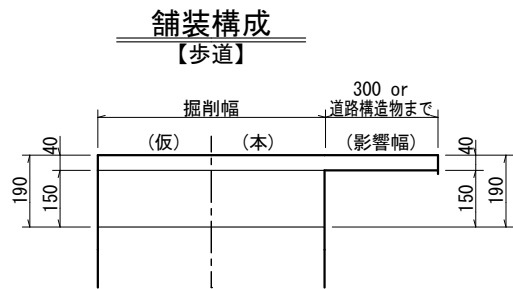 舗装構成
【歩道】
300 or
掘削幅
道路構造物まで
40
(仮)
(本)
(影響幅)
40
190
150
150
190